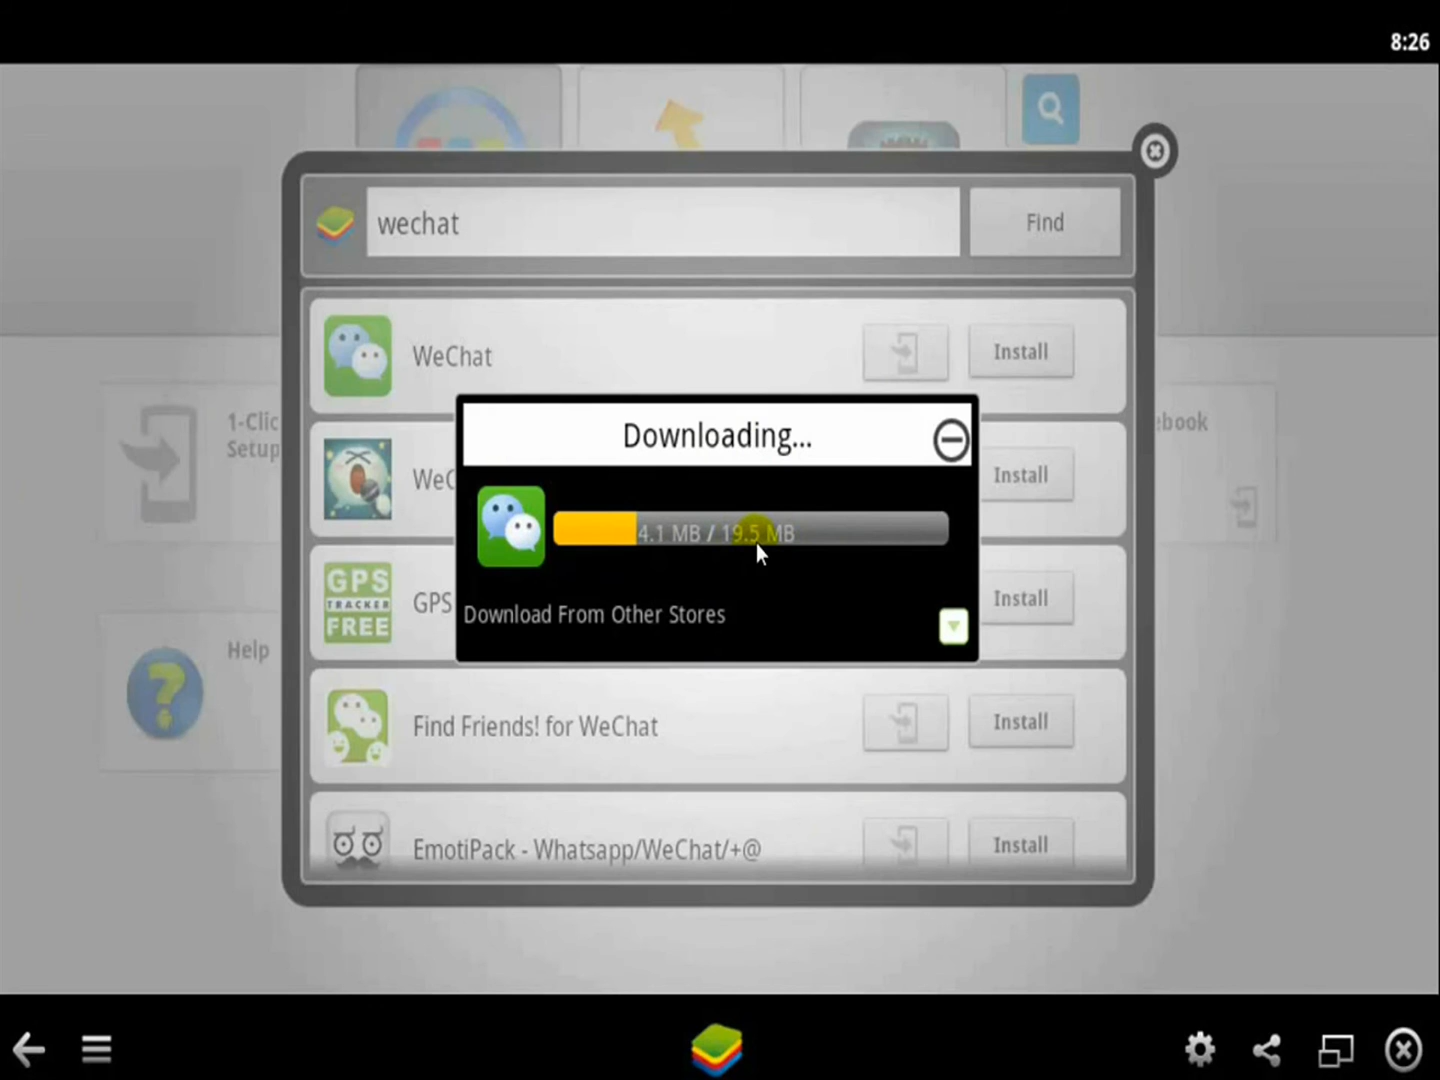 8:26
wechat
Find
WeChat
Install
1-Clic
Setup
ebook
Downloading...
WeC
Install
4.1 MB / 19.5 MB
GPS
TRACKER
FREE
GPS
Install
Download From Other Stores
Help
Find Friends! for WeChat
Install
EmotiPack - Whatsapp/WeChat/+@
Install